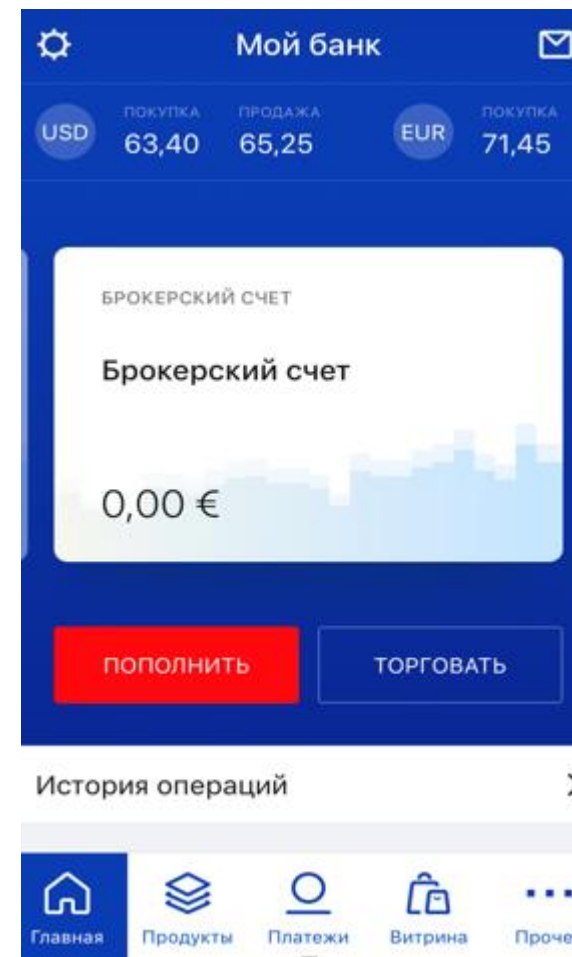 Мой банк
ПОКУПКА ПРОДАЖА ПОКУПКА
USD 63,40 65,25 EUR 71,45
БРОКЕРСКИЙ СЧЕТ
Брокерский счет
0,00 €
ПОПОЛНИТЬ ТОРГОВАТЬ
История операций
Главная Продукты Платежи Витрина Проче